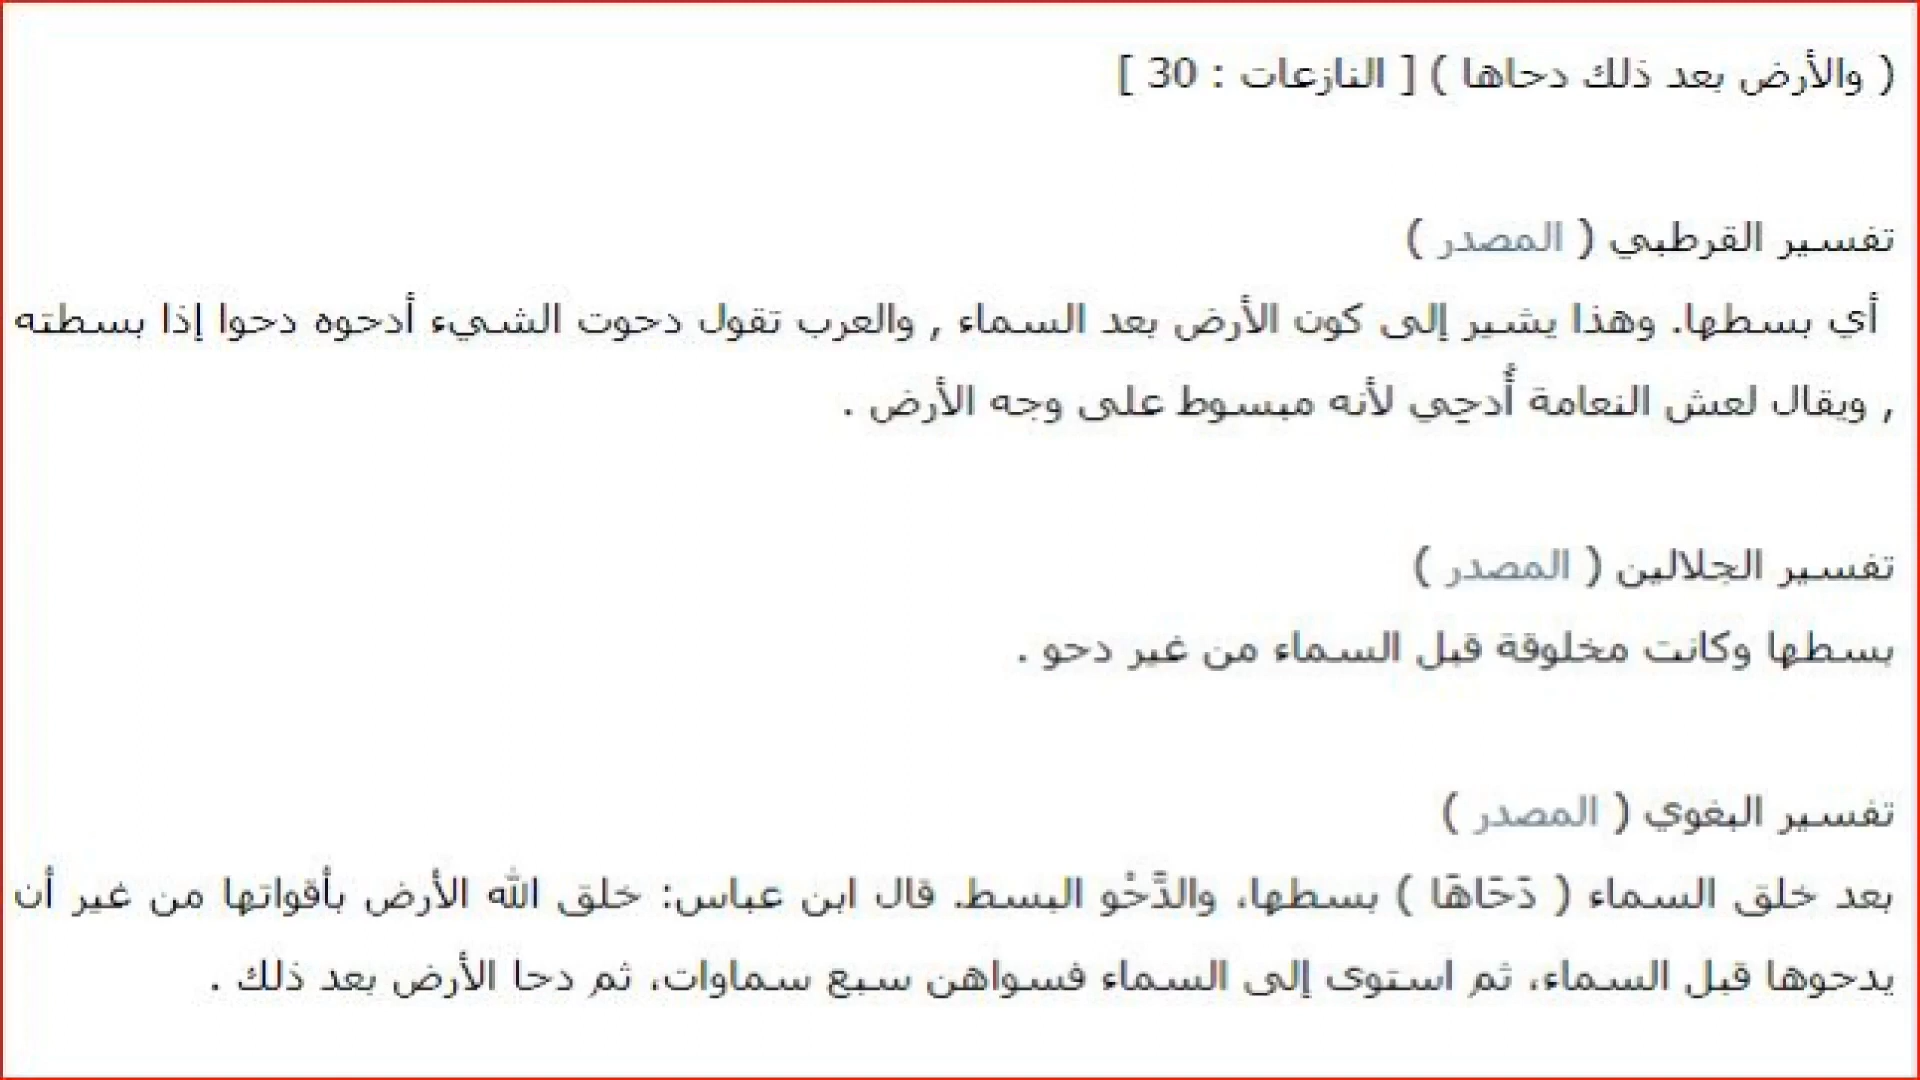 ( والأرض بعد ذلك دحاها ) [ النازعات : 30 ]
تفسير القرطبي ( المصدر )
أي بسطها. وهذا يشير إلى كون الأرض بعد السماء , والعرب تقول دحوت الشيء أدحوه دحوا إذا بسطته
, ويقال لعش النعامة أُدحِي لأنه مبسوط على وجه الأرض .
تفسير الجلالين ( المصدر )
بسطها وكانت مخلوقة قبل السماء من غير دحو .
تفسير البغوي ( المصدر )
بعد خلق السماء ( دَحَاهَا ) بسطها، والدَّحْو البسط. قال ابن عباس: خلق الله الأرض بأقواتها من غير أن
يدحوها قبل السماء، ثم استوى إلى السماء فسواهن سبع سماوات، ثم دحا الأرض بعد ذلك .